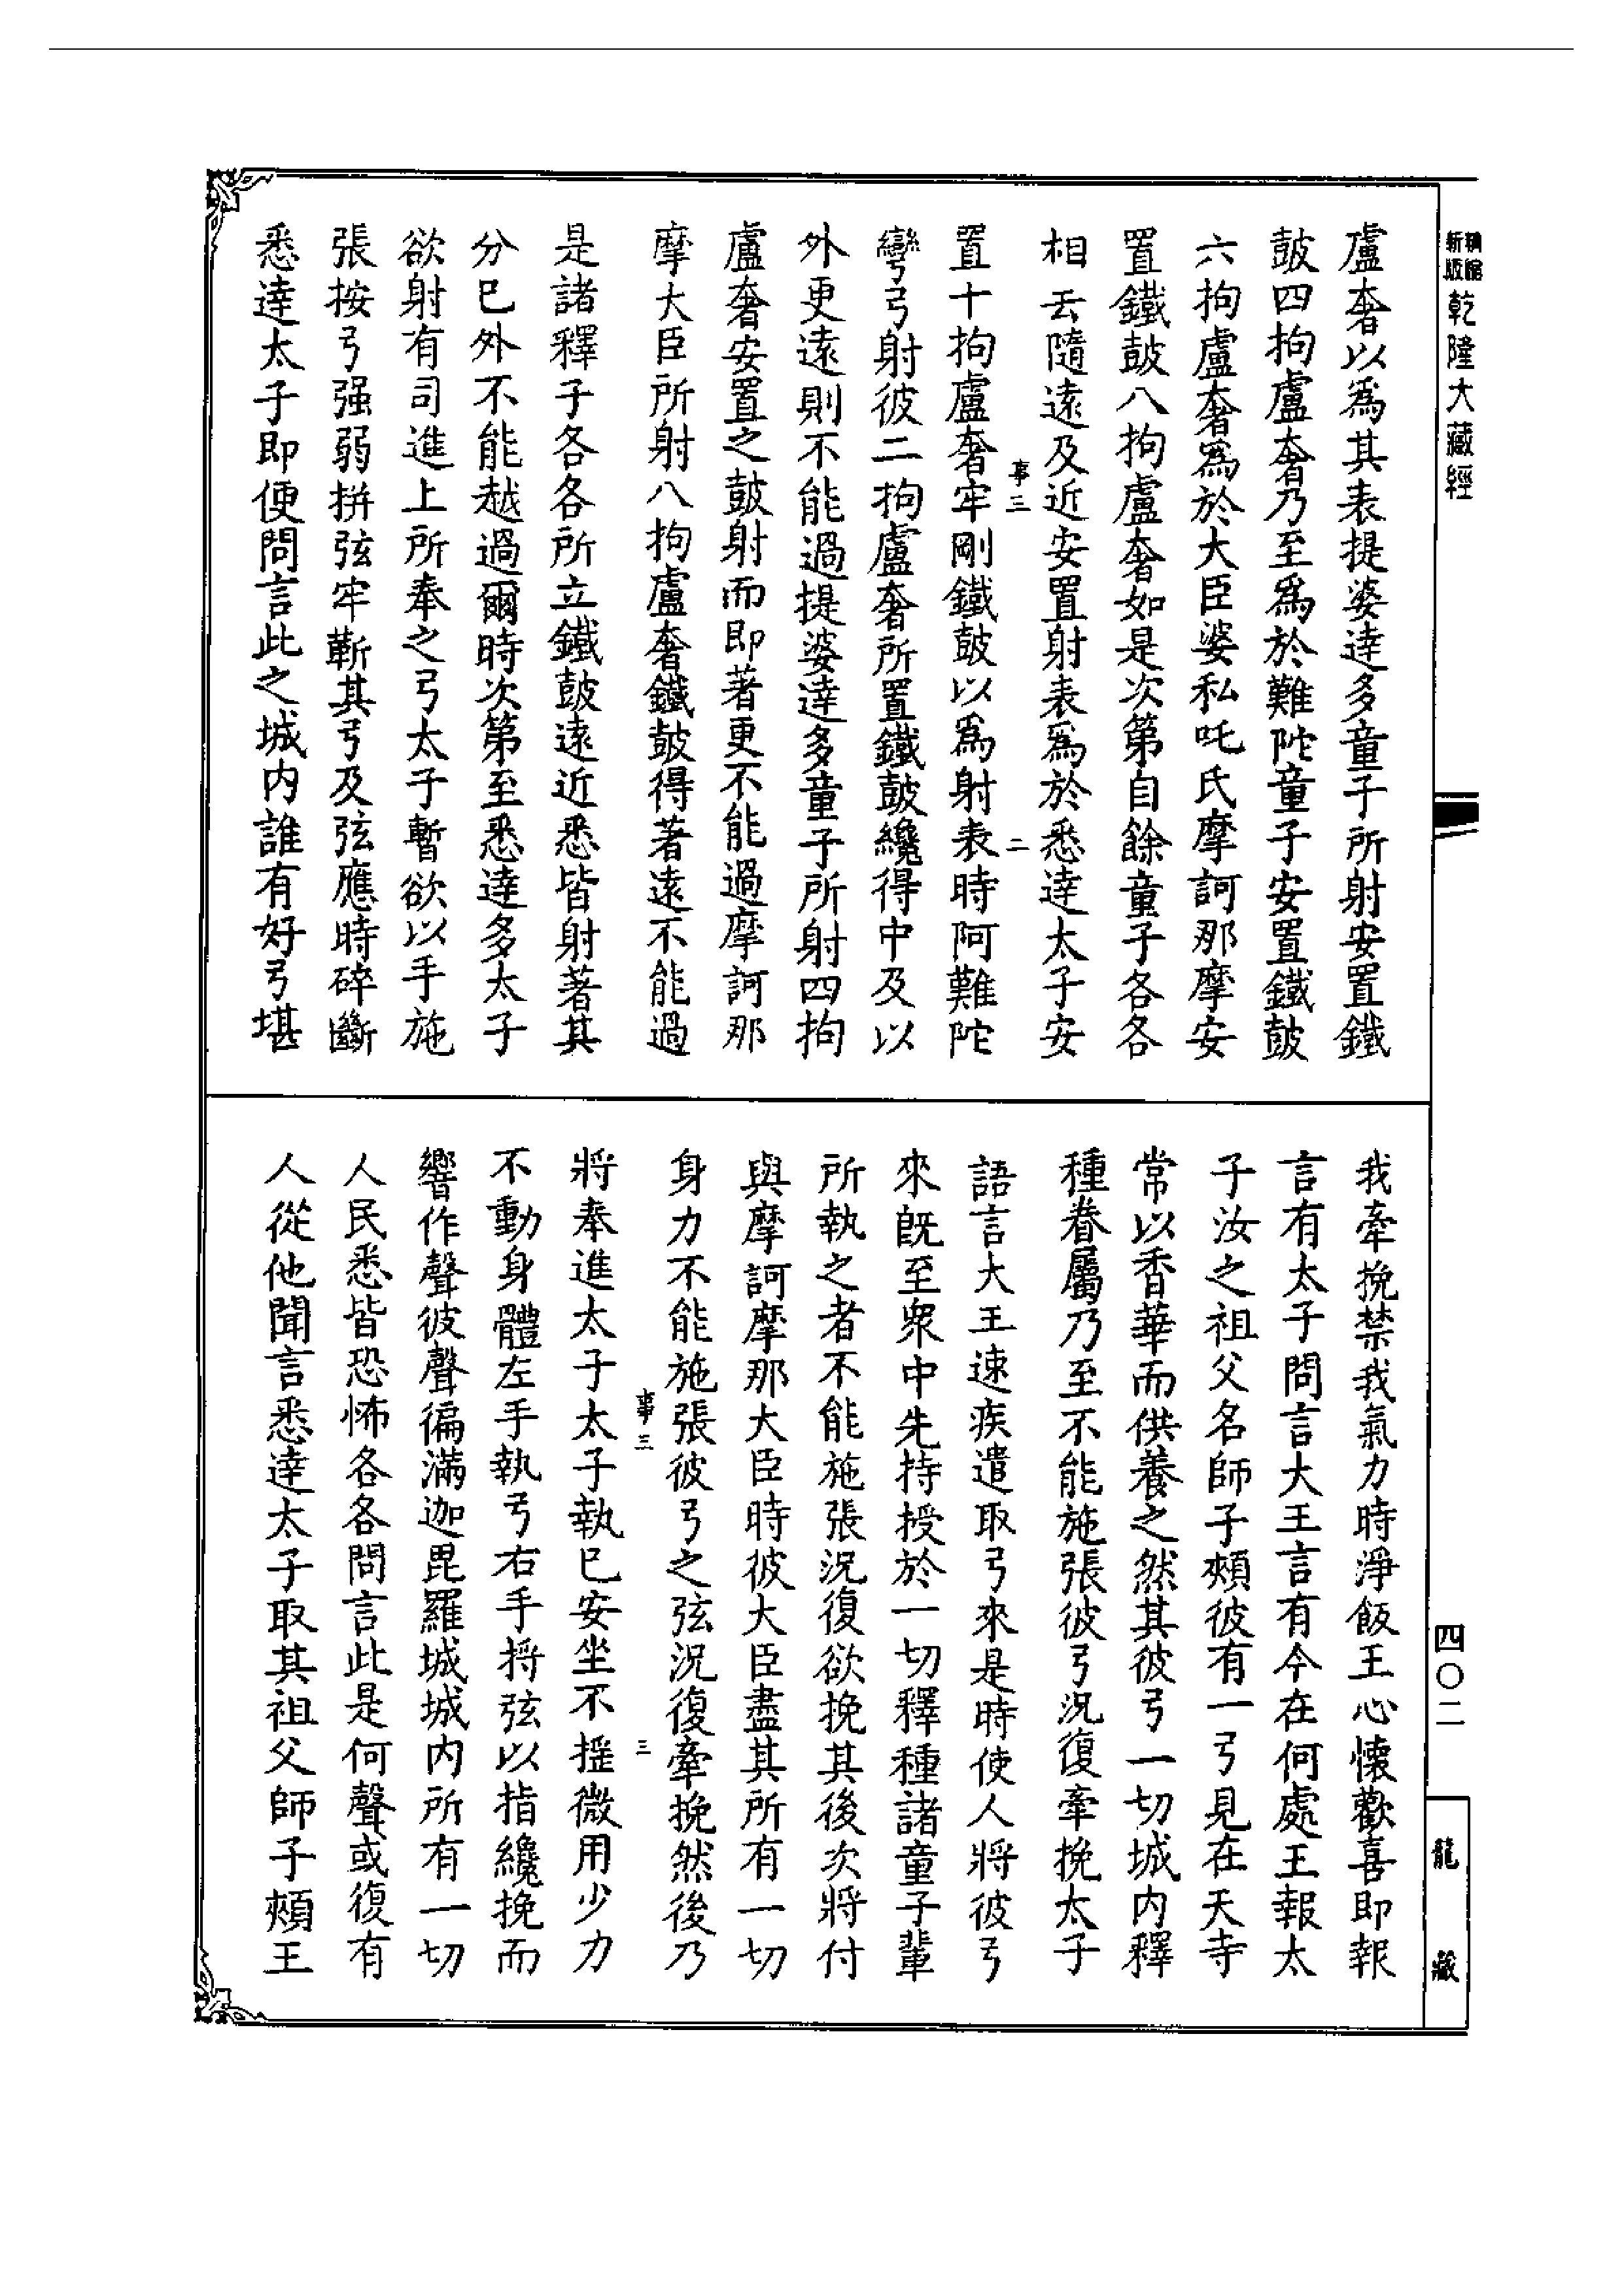 新版
精縮
乾隆大藏經
盧奢以爲其表提婆達多童子所射安置鐵
鼓四拘盧奢乃至爲於難陀童子安置鐵鼓
六拘盧奢爲於大臣婆私吒氏摩訶那摩安
置鐵鼓八拘盧奢如是次第自餘童子各各
相去隨遠及近安置射表爲於悉達太子安
事三
二
置十拘盧奢牢剛鐵鼓以爲射表時阿難陀
彎弓射彼二拘盧奢所置鐵鼓纔得中及以
外更遠則不能過提婆達多童子所射四拘
盧奢安置之鼓射而即著更不能過摩訶那
摩大臣所射八拘盧奢鐵鼓得著遠不能過
是諸釋子各各所立鐵鼓遠近悉皆射著其
分已外不能越過爾時次第至悉達多太子
欲射有司進上所奉之弓太子暫欲以手施
張按弓强弱拼弦牢靳其弓及弦應時碎斷
悉達太子即便問言此之城内誰有好弓堪
我牽挽禁我氣力時淨飯王心懷歡喜即報
言有太子問言大王言有今在何處王報太
子汝之祖父名師子頰彼有一弓見在天寺
常以香華而供養之然其彼弓一切城内釋
種眷屬乃至不能施張彼弓況復牽挽太子
語言大王速疾遣取弓來是時使人將彼弓
來既至衆中先持授於一切釋種諸童子輩
所執之者不能施張況復欲挽其後次將付
與摩訶摩那大臣時彼大臣盡其所有一切
身力不能施張彼弓之弦況復牽挽然後乃
事三
三
將奉進太子太子執已安坐不摇微用少力
不動身體左手執弓右手捋弦以指纔挽而
響作聲彼聲徧滿迦毘羅城城内所有一切
人民悉皆恐怖各各問言此是何聲或復有
人從他聞言悉達太子取其祖父師子頰王
四〇二
龍藏